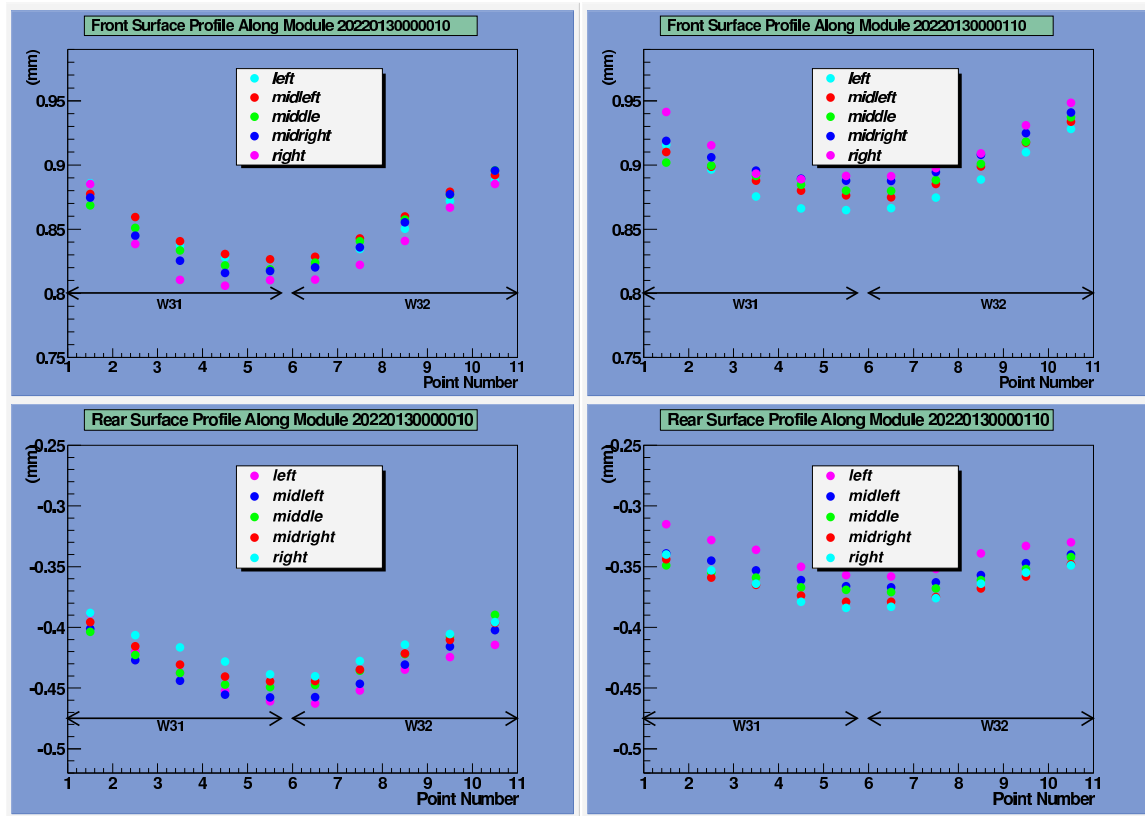 Front Surface Profile Along Module 20220130000010
(mm)
left
midleft
middle
midright
right
0.95
0.9
0.85
0.8
0.75
W31
W32
1 2 3 4 5 6 7 8 9 10 11
Point Number
Front Surface Profile Along Module 20220130000110
(mm)
left
midleft
middle
midright
right
0.95
0.9
0.85
0.8
0.75
W31
W32
1 2 3 4 5 6 7 8 9 10 11
Point Number
Rear Surface Profile Along Module 20220130000010
(mm)
left
midleft
middle
midright
right
-0.25
-0.3
-0.35
-0.4
-0.45
-0.5
W31
W32
1 2 3 4 5 6 7 8 9 10 11
Point Number
Rear Surface Profile Along Module 20220130000110
(mm)
left
midleft
middle
midright
right
-0.25
-0.3
-0.35
-0.4
-0.45
-0.5
W31
W32
1 2 3 4 5 6 7 8 9 10 11
Point Number